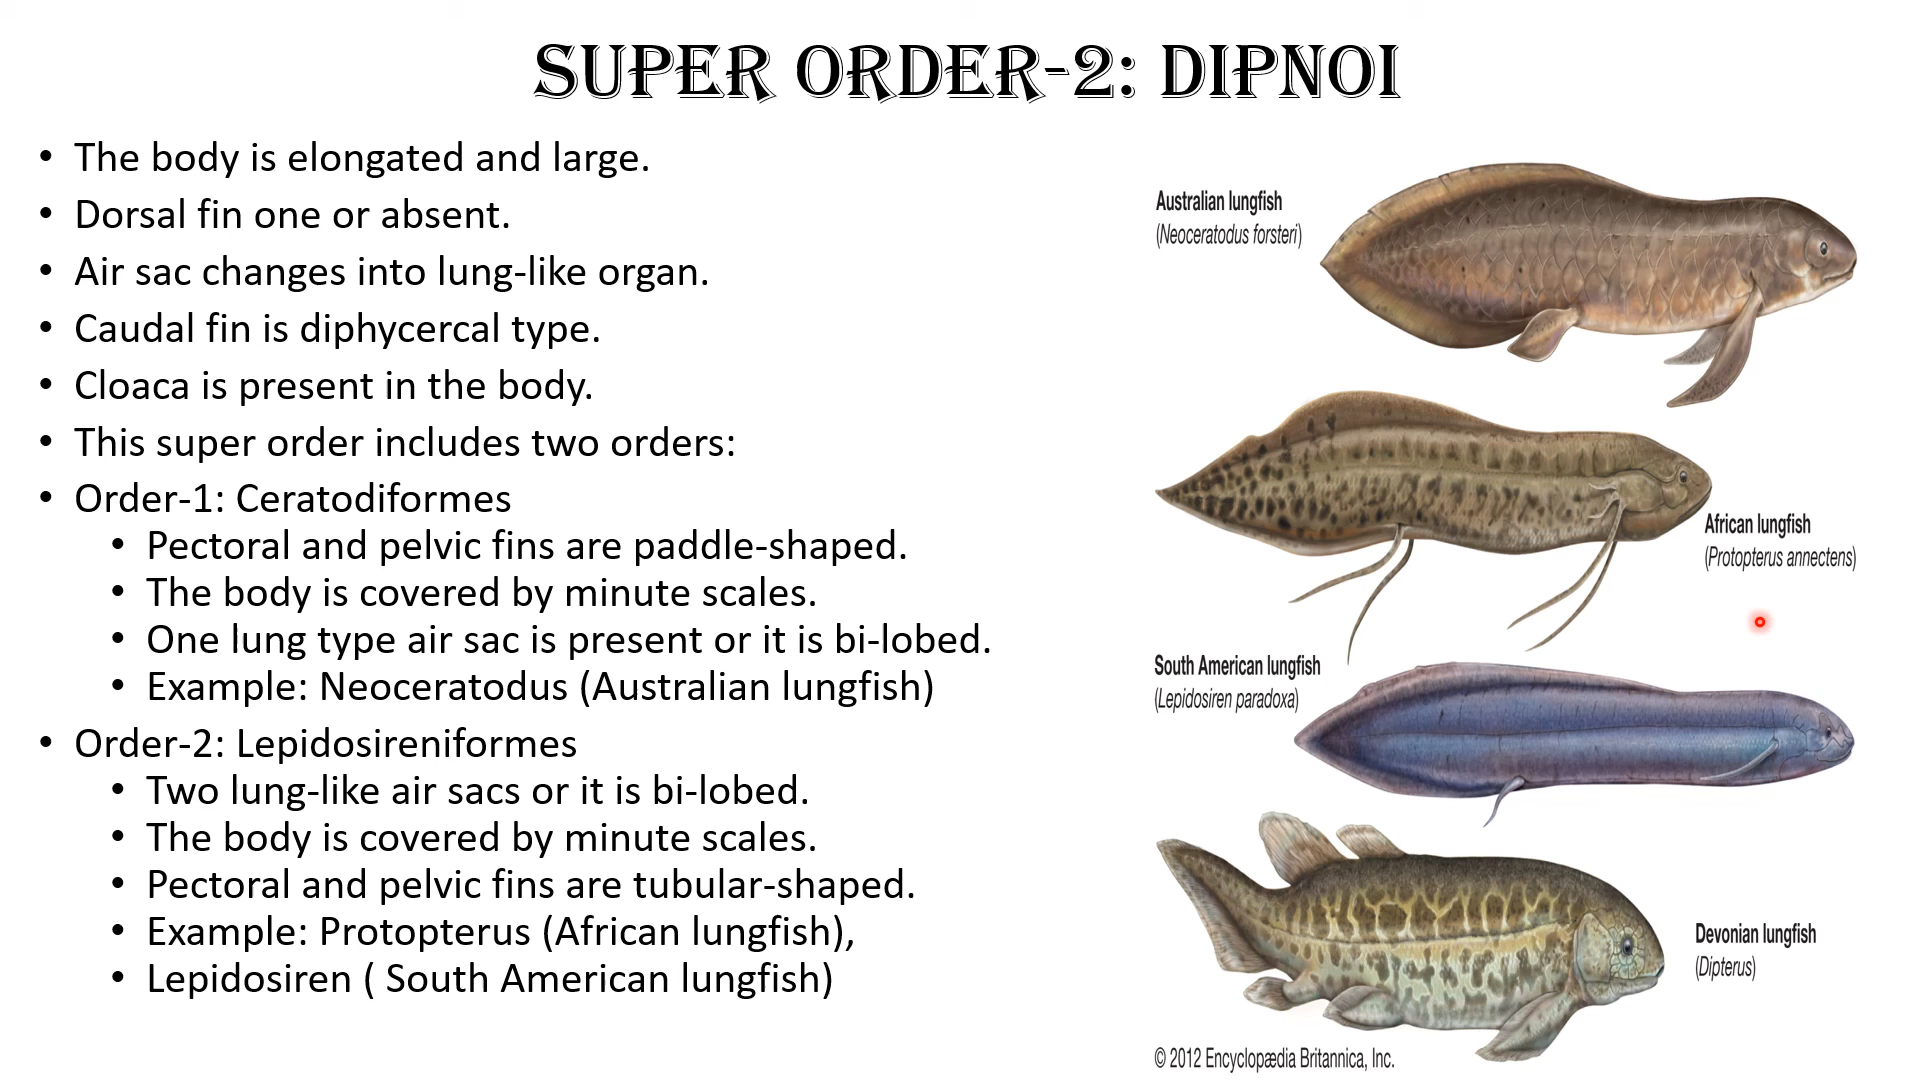 SUPER ORDER-2: DIPNOI
• The body is elongated and large.
• Dorsal fin one or absent.
• Air sac changes into lung-like organ.
• Caudal fin is diphycercal type.
• Cloaca is present in the body.
• This super order includes two orders:
• Order-1: Ceratodiformes
• Pectoral and pelvic fins are paddle-shaped.
• The body is covered by minute scales.
• One lung type air sac is present or it is bi-lobed.
• Example: Neoceratodus (Australian lungfish)
• Order-2: Lepidosireniformes
• Two lung-like air sacs or it is bi-lobed.
• The body is covered by minute scales.
• Pectoral and pelvic fins are tubular-shaped.
• Example: Protopterus (African lungfish),
• Lepidosiren ( South American lungfish)
Australian lungfish
(Neoceratodus forsteri)
African lungfish
(Protopterus annectens)
South American lungfish
(Lepidosiren paradoxa)
Devonian lungfish
(Dipterus)
© 2012 Encyclopædia Britannica, Inc.